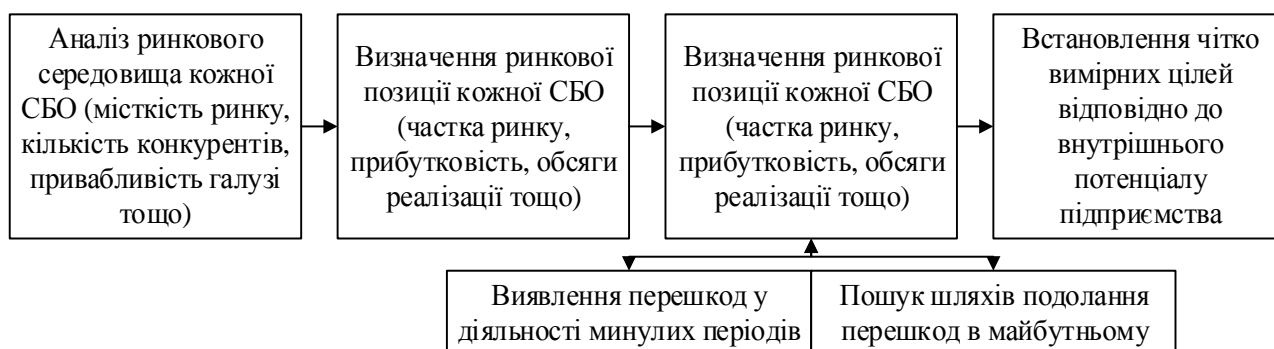 Аналіз ринкового
середовища кожної
СБО (місткість ринку,
кількість конкурентів,
привабливість галузі
тощо)
Визначення ринкової
позиції кожної СБО
(частка ринку,
прибутковість, обсяги
реалізації тощо)
Визначення ринкової
позиції кожної СБО
(частка ринку,
прибутковість, обсяги
реалізації тощо)
Встановлення чітко
вимірних цілей
відповідно до
внутрішнього
потенціалу
підприємства
Виявлення перешкод у
діяльності минулих періодів
Пошук шляхів подолання
перешкод в майбутньому